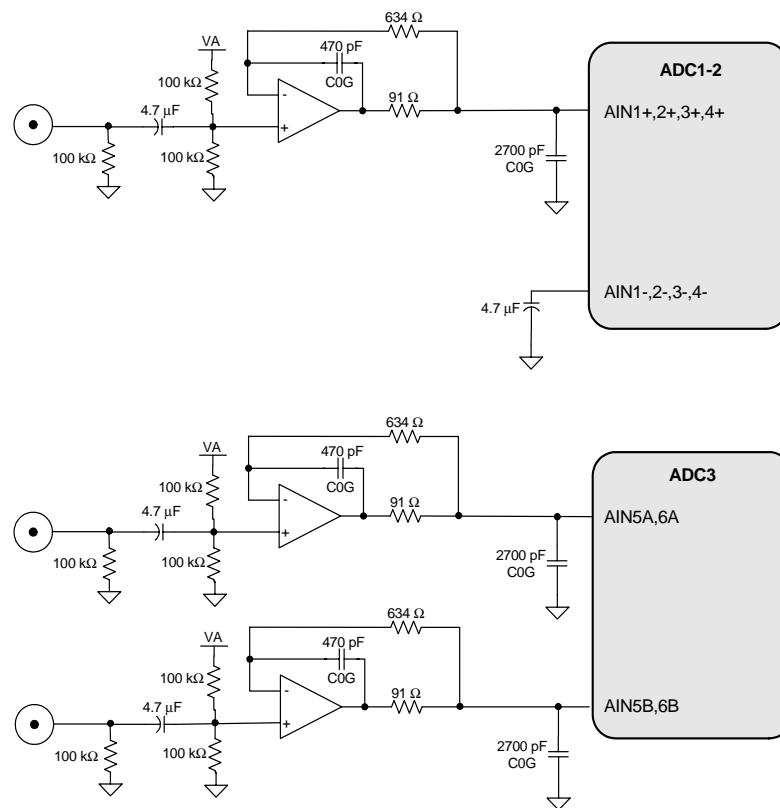 634 Ω
470 pF
C0G
VA
100 kΩ
4.7 µF
100 kΩ
100 kΩ
-
+
91 Ω
2700 pF
C0G
ADC1-2
AIN1+,2+,3+,4+
4.7 µF
AIN1-,2-,3-,4-
634 Ω
470 pF
C0G
VA
100 kΩ
4.7 µF
100 kΩ
100 kΩ
-
+
91 Ω
2700 pF
C0G
ADC3
AIN5A,6A
634 Ω
470 pF
C0G
VA
100 kΩ
4.7 µF
100 kΩ
100 kΩ
-
+
91 Ω
2700 pF
C0G
AIN5B,6B